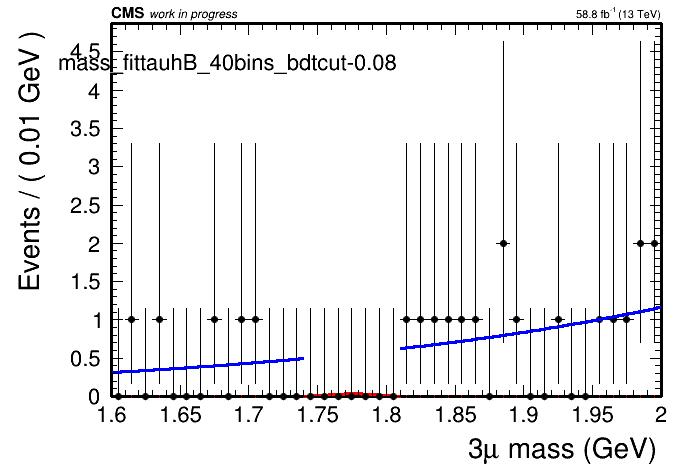 CMS work in progress 58.8 fb-1 (13 TeV)
mass_fittauhB_40bins_bdtcut-0.08
Events / ( 0.01 GeV )
4.5
4
3.5
3
2.5
2
1.5
1
0.5
0
1.6 1.65 1.7 1.75 1.8 1.85 1.9 1.95 2
3μ mass (GeV)